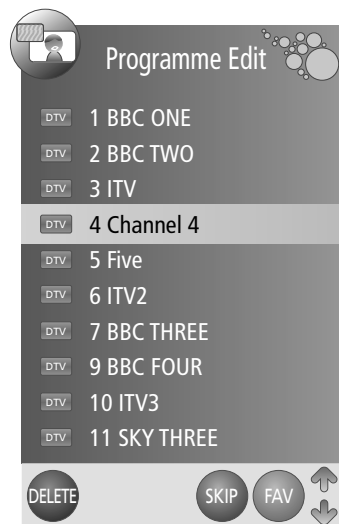 Programme Edit
DTV 1 BBC ONE
DTV 2 BBC TWO
DTV 3 ITV
DTV 4 Channel 4
DTV 5 Five
DTV 6 ITV2
DTV 7 BBC THREE
DTV 9 BBC FOUR
DTV 10 ITV3
DTV 11 SKY THREE
DELETE SKIP FAV